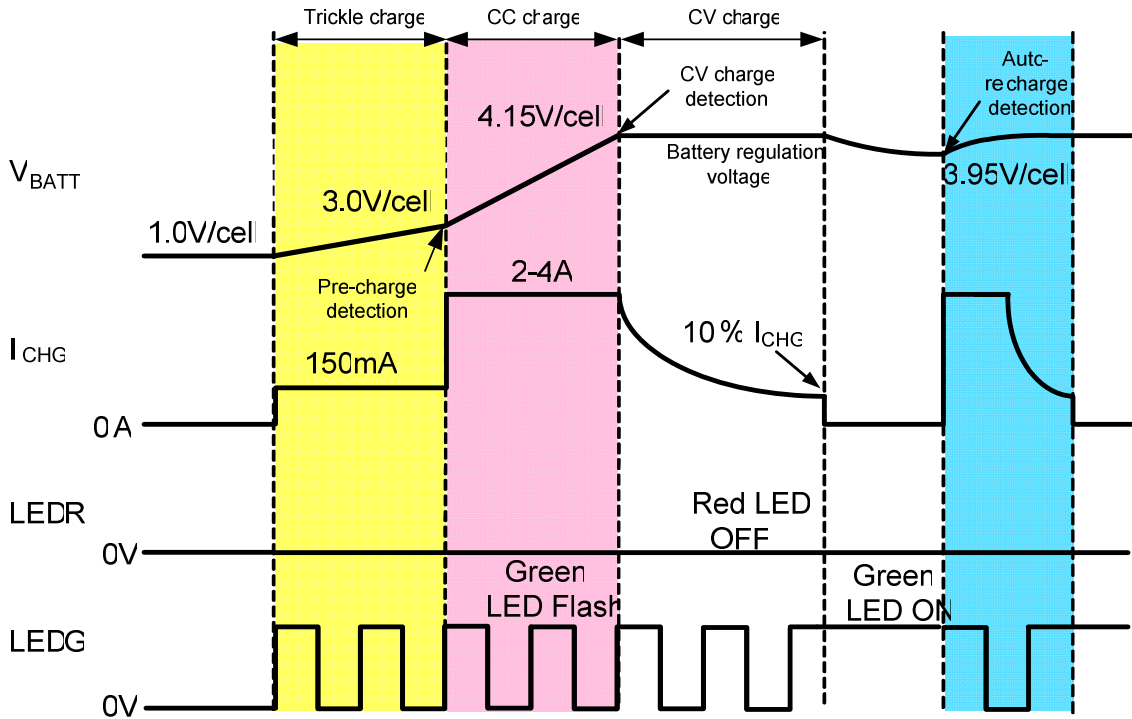 Trickle charge
CC charge
CV charge
CV charge
detection
Auto-
recharge
detection
4.15V/cell
VBATT
Battery regulation
voltage
3.95V/cell
3.0V/cell
1.0V/cell
Pre-charge
detection
2-4A
10% ICHG
ICHG
150mA
0A
LEDR
Red LED
OFF
0V
Green
LED Flash
Green
LED ON
LEDG
0V